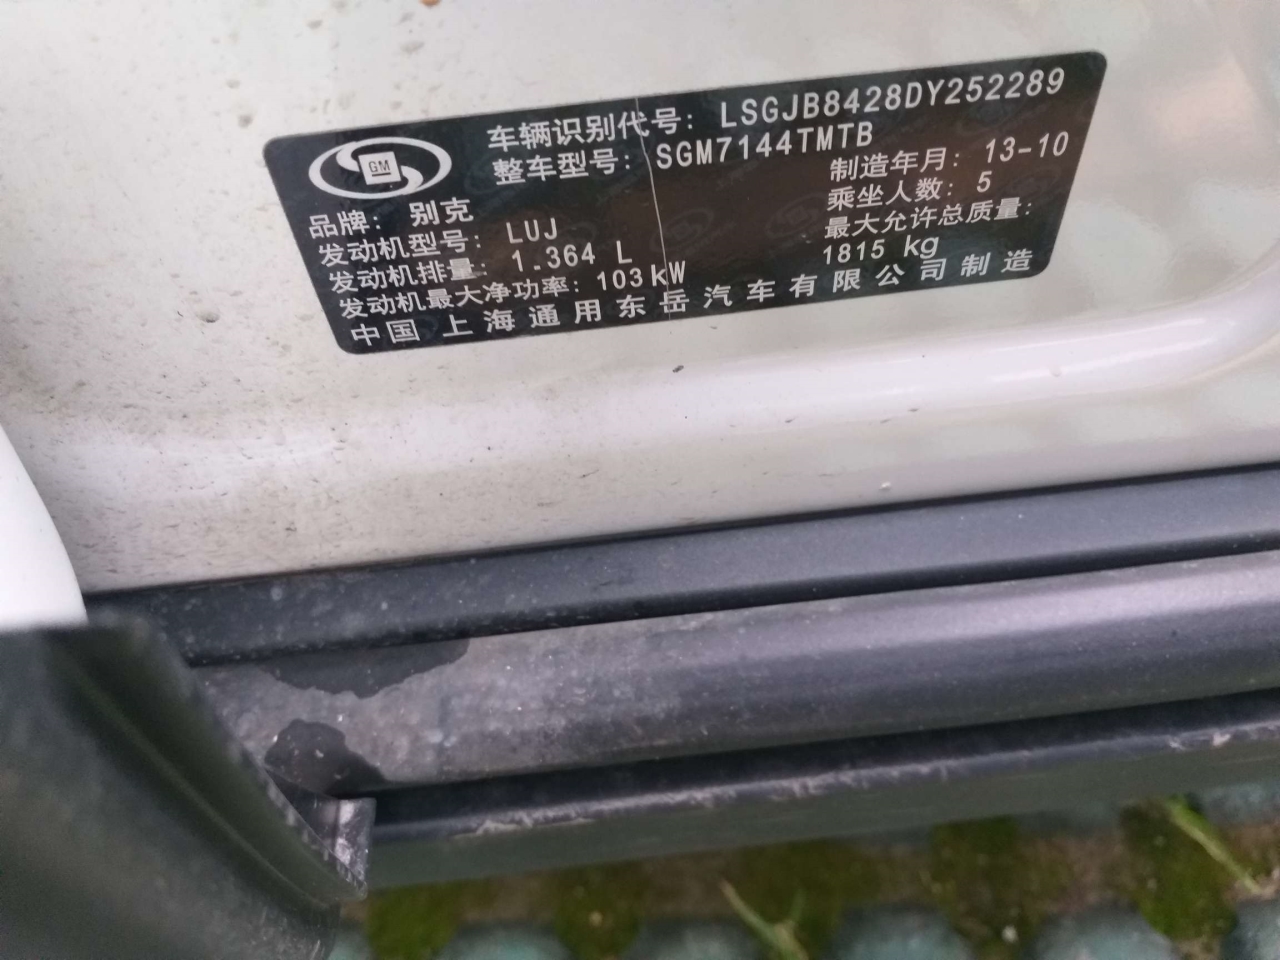 车辆识别代号: LSGJB8428DY252289
整车型号: SGM7144TMTB
GM
制造年月: 13-10
品牌: 别克
乘坐人数: 5
发动机型号: LUJ
最大允许总质量:
发动机排量: 1.364 L
1815 kg
发动机最大净功率: 103kW
中国 上海通用东岳汽车有限公司制造